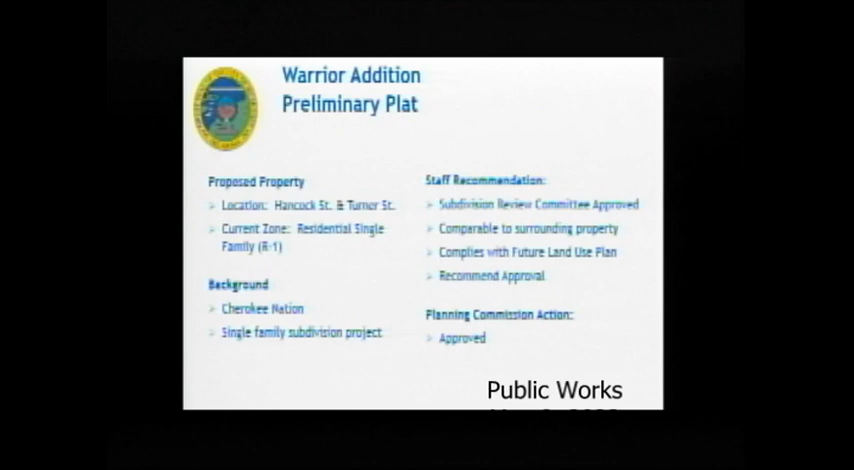 Warrior Addition
Preliminary Plat
Proposed Property
Location: Hancock St. & Turner St.
Current Zone: Residential Single
Family (R-1)
Background
Cherokee Nation
Single family subdivision project
Staff Recommendation:
Subdivision Review Committee Approved
Comparable to surrounding property
Complies with Future Land Use Plan
Recommend Approval
Planning Commission Action:
Approved
Public Works